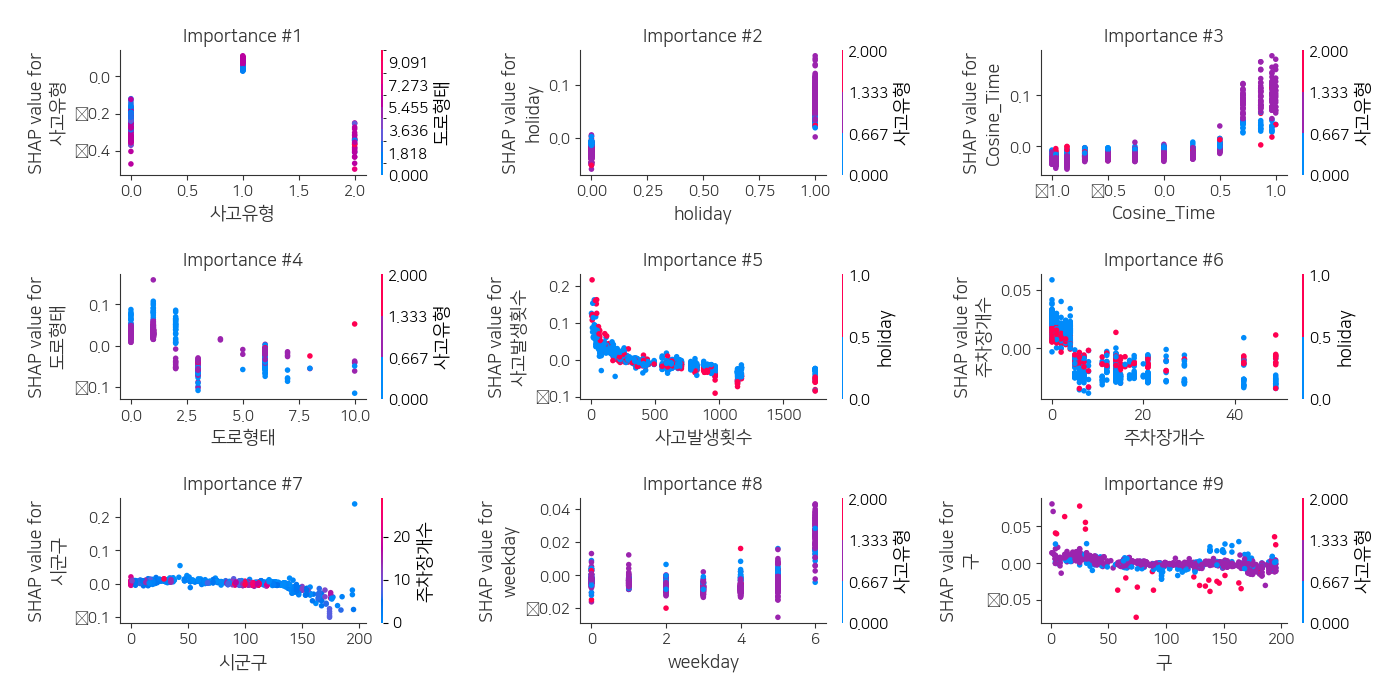 Importance #1
SHAP value for
사고유형
0.0
0.2
0.4
0.0
0.5
1.0
1.5
2.0
사고유형
9.091
7.273
5.455
3.636
1.818
0.000
도로형태
Importance #2
SHAP value for
holiday
0.1
0.0
0.00
0.25
0.50
0.75
1.00
holiday
2.000
1.333
0.667
0.000
사고유형
Importance #3
SHAP value for
Cosine_Time
0.1
0.0
1.0
0.5
0.0
0.5
1.0
Cosine_Time
2.000
1.333
0.667
0.000
사고유형
Importance #4
SHAP value for
도로형태
0.1
0.0
0.1
0.0
2.5
5.0
7.5
10.0
도로형태
2.000
1.333
0.667
0.000
사고유형
Importance #5
SHAP value for
사고발생횟수
0.2
0.1
0.0
0.1
0
500
1000
1500
사고발생횟수
1.0
0.5
0.0
holiday
Importance #6
SHAP value for
주차장개수
0.05
0.00
0
20
40
주차장개수
1.0
0.5
0.0
holiday
Importance #7
SHAP value for
시군구
0.2
0.1
0.0
0.1
0
50
100
150
200
시군구
20
10
0
주차장개수
Importance #8
SHAP value for
weekday
0.04
0.02
0.00
0.02
0
2
4
6
weekday
2.000
1.333
0.667
0.000
사고유형
Importance #9
SHAP value for
구
0.05
0.00
0.05
0
50
100
150
200
구
2.000
1.333
0.667
0.000
사고유형